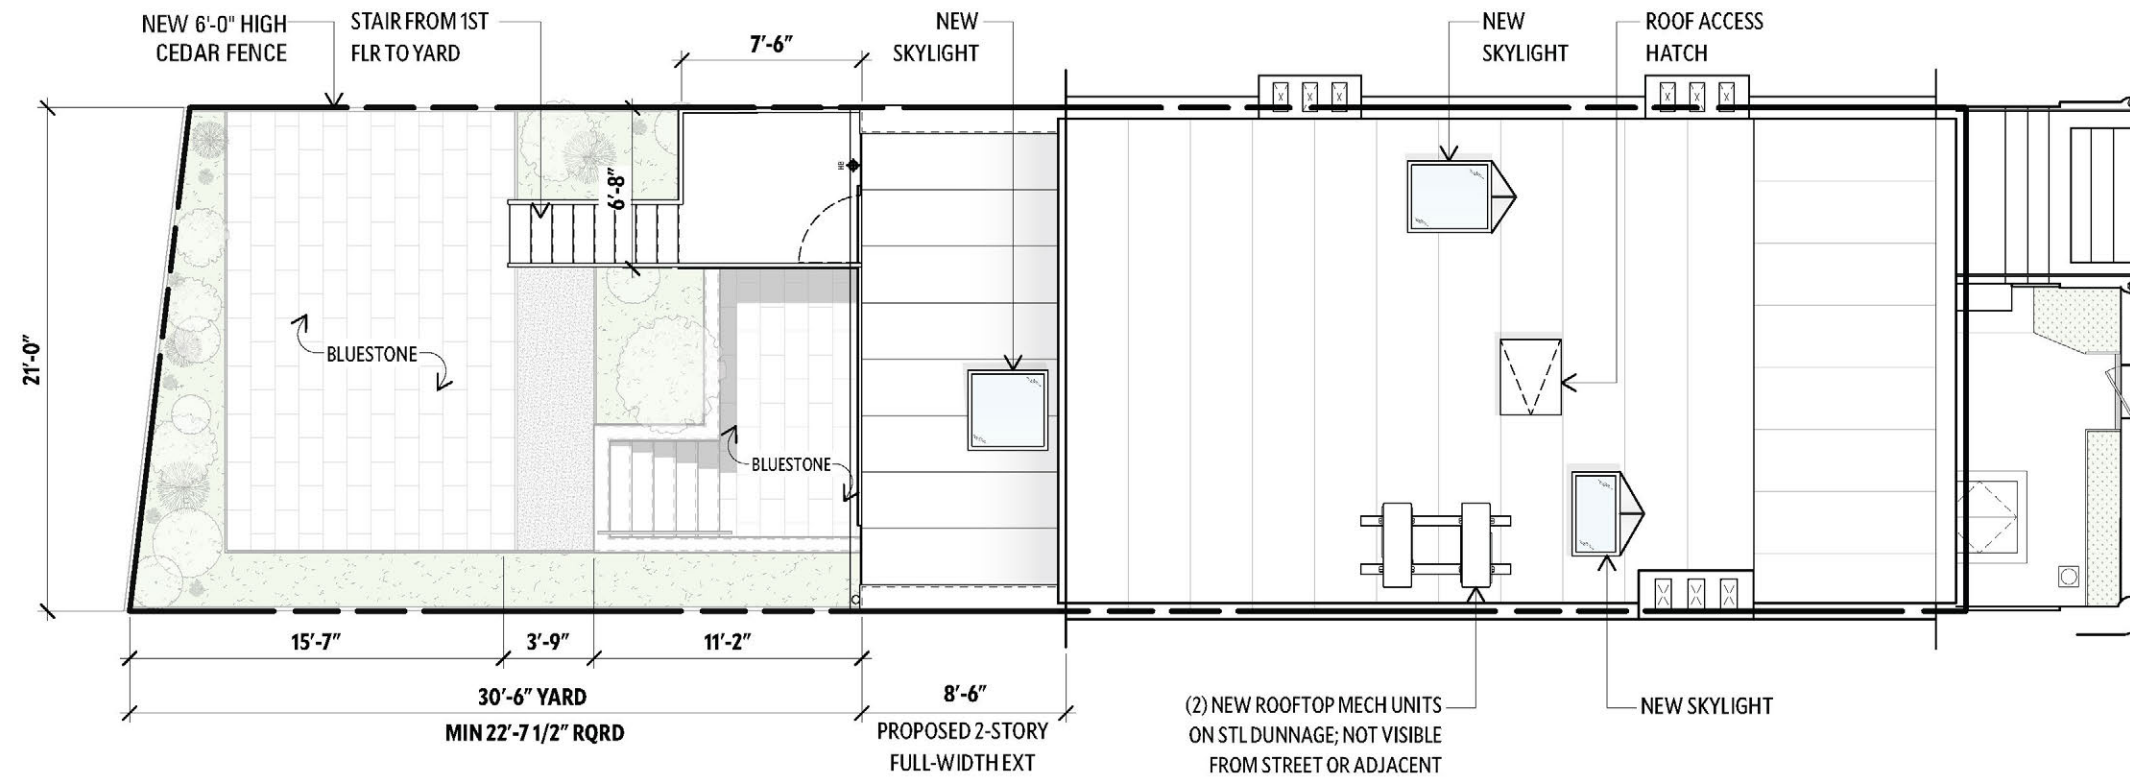 NEW 6'-0" HIGH
CEDAR FENCE
STAIR FROM 1ST
FLR TO YARD
7'-6"
NEW
SKYLIGHT
NEW
SKYLIGHT
ROOF ACCESS
HATCH
HB
6'-8"
21'-0"
BLUESTONE
BLUESTONE
15'-7"
3'-9"
11'-2"
30'-6" YARD
MIN 22'-7 1/2" RQRD
8'-6"
PROPOSED 2-STORY
FULL-WIDTH EXT
(2) NEW ROOFTOP MECH UNITS
ON STL DUNNAGE; NOT VISIBLE
FROM STREET OR ADJACENT
NEW SKYLIGHT